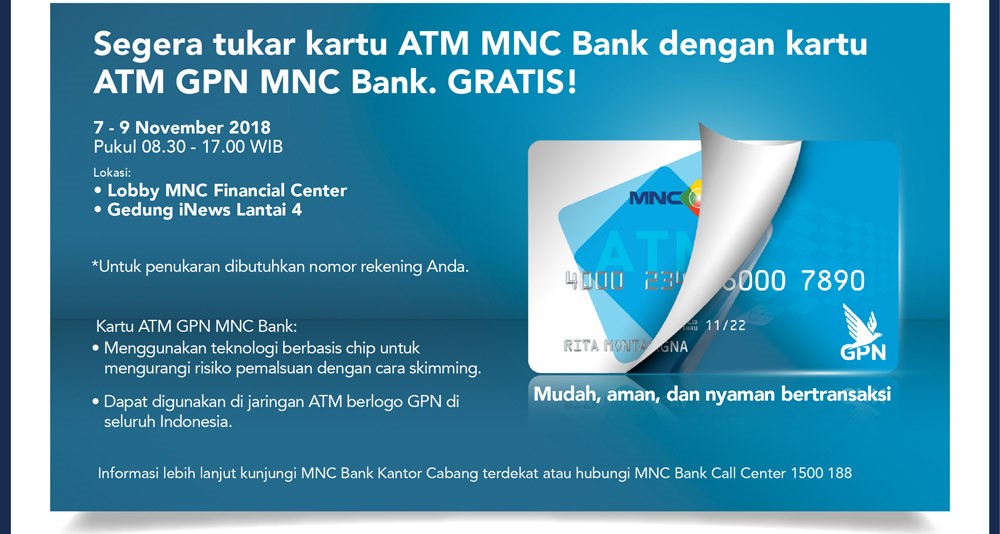 Segera tukar kartu ATM MNC Bank dengan kartu
ATM GPN MNC Bank. GRATIS!
7 - 9 November 2018
Pukul 08.30 - 17.00 WIB
Lokasi:
• Lobby MNC Financial Center
• Gedung iNews Lantai 4
*Untuk penukaran dibutuhkan nomor rekening Anda.
Kartu ATM GPN MNC Bank:
• Menggunakan teknologi berbasis chip untuk
mengurangi risiko pemalsuan dengan cara skimming.
• Dapat digunakan di jaringan ATM berlogo GPN di
seluruh Indonesia.
MNC
4000 234 7890
THRU 11/22
RITA
GPN
Mudah, aman, dan nyaman bertransaksi
Informasi lebih lanjut kunjungi MNC Bank Kantor Cabang terdekat atau hubungi MNC Bank Call Center 1500 188